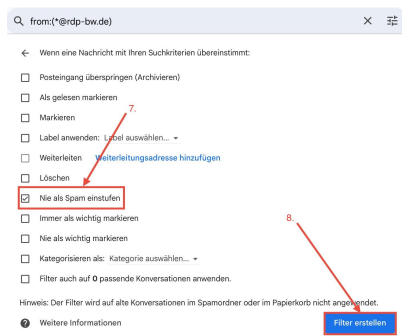 from:(*@rdp-bw.de)
Wenn eine Nachricht mit Ihren Suchkriterien übereinstimmt:
Posteingang überspringen (Archivieren)
Als gelesen markieren
Markieren
7.
Label anwenden: Label auswählen...
Weiterleiten Weiterleitungsadresse hinzufügen
Löschen
Nie als Spam einstufen
Immer als wichtig markieren
8.
Nie als wichtig markieren
Kategorisieren als: Kategorie auswählen...
Filter auch auf 0 passende Konversationen anwenden.
Hinweis: Der Filter wird auf alte Konversationen im Spamordner oder im Papierkorb nicht angewendet.
? Weitere Informationen Filter erstellen